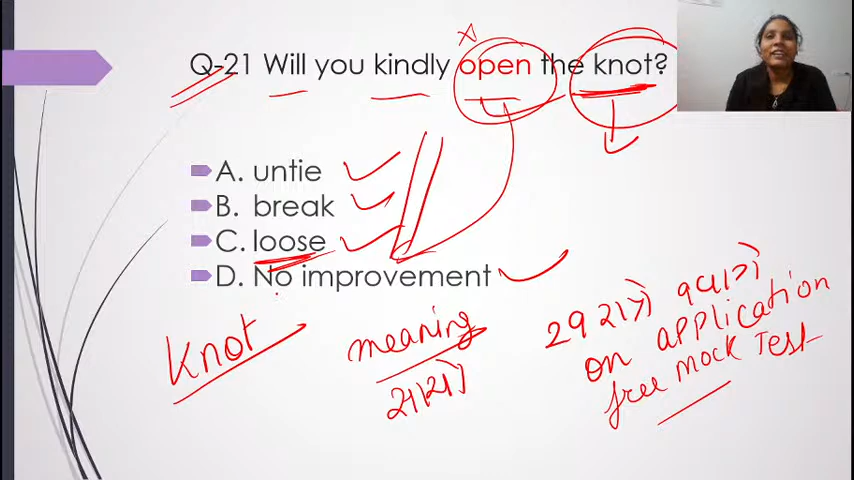 Q-21 Will you kindly open the knot?
A. untie
B. break
C. loose
D. No improvement
Knot
meaning
on application
free mock Test